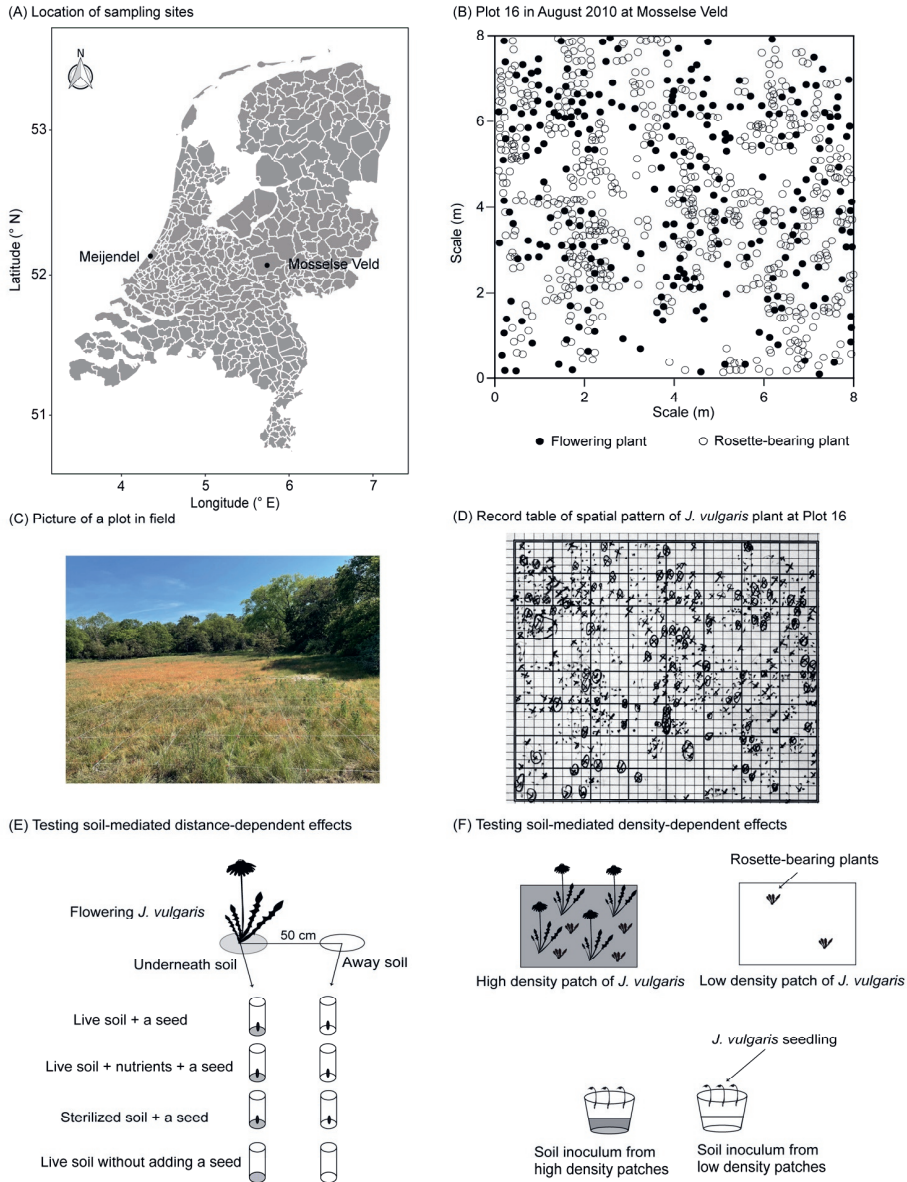 (A) Location of sampling sites
N
53
52
51
Latitude (° N)
Meijendel
Mosselse Veld
4 5 6 7
Longitude (° E)
(B) Plot 16 in August 2010 at Mosselse Veld
8
6
4
2
0
Scale (m)
0 2 4 6 8
Scale (m)
Flowering plant
Rosette-bearing plant
(C) Picture of a plot in field
(D) Record table of spatial pattern of J. vulgaris plant at Plot 16
(E) Testing soil-mediated distance-dependent effects
Flowering J. vulgaris
50 cm
Underneath soil
Away soil
Live soil + a seed
Live soil + nutrients + a seed
Sterilized soil + a seed
Live soil without adding a seed
(F) Testing soil-mediated density-dependent effects
Rosette-bearing plants
High density patch of J. vulgaris
Low density patch of J. vulgaris
J. vulgaris seedling
Soil inoculum from
high density patches
Soil inoculum from
low density patches